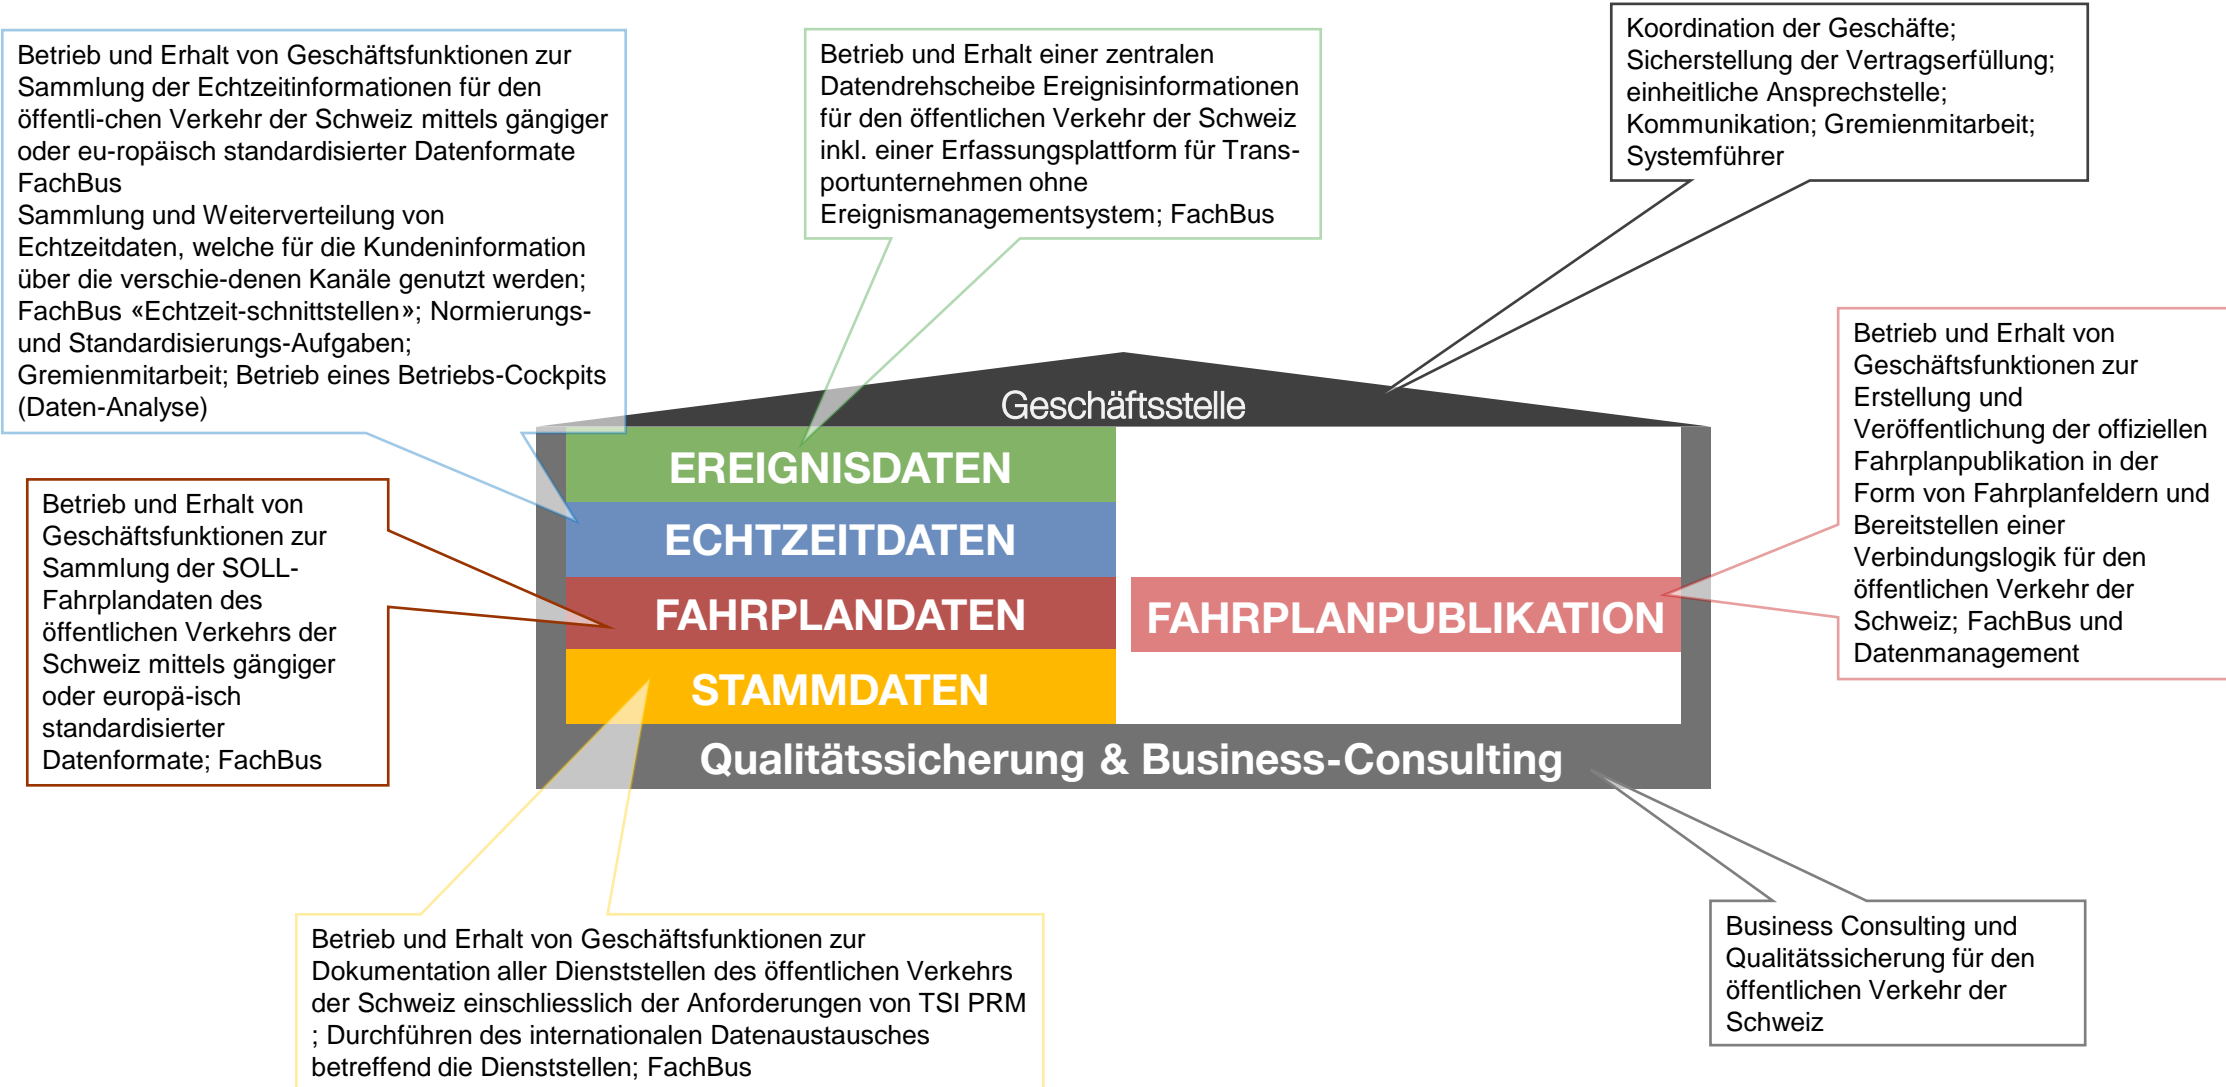 Betrieb und Erhalt von Geschäftsfunktionen zur
Sammlung der Echtzeitinformationen für den
öffentli-chen Verkehr der Schweiz mittels gängiger
oder eu-ropäisch standardisierter Datenformate
FachBus
Sammlung und Weiterverteilung von
Echtzeitdaten, welche für die Kundeninformation
über die verschie-denen Kanäle genutzt werden;
FachBus «Echtzeit-schnittstellen»; Normierungs-
und Standardisierungs-Aufgaben;
Gremienmitarbeit; Betrieb eines Betriebs-Cockpits
(Daten-Analyse)
Betrieb und Erhalt einer zentralen
Datendrehscheibe Ereignisinformationen
für den öffentlichen Verkehr der Schweiz
inkl. einer Erfassungsplattform für Trans-
portunternehmen ohne
Ereignismanagementsystem; FachBus
Koordination der Geschäfte;
Sicherstellung der Vertragserfüllung;
einheitliche Ansprechstelle;
Kommunikation; Gremienmitarbeit;
Systemführer
Betrieb und Erhalt von
Geschäftsfunktionen zur
Erstellung und
Veröffentlichung der offiziellen
Fahrplanpublikation in der
Form von Fahrplanfeldern und
Bereitstellen einer
Verbindungslogik für den
öffentlichen Verkehr der
Schweiz; FachBus und
Datenmanagement
Geschäftsstelle
EREIGNISDATEN
ECHTZEITDATEN
FAHRPLANDATEN
FAHRPLANPUBLIKATION
STAMMDATEN
Qualitätssicherung & Business-Consulting
Betrieb und Erhalt von
Geschäftsfunktionen zur
Sammlung der SOLL-
Fahrplandaten des
öffentlichen Verkehrs der
Schweiz mittels gängiger
oder europä-isch
standardisierter
Datenformate; FachBus
Betrieb und Erhalt von Geschäftsfunktionen zur
Dokumentation aller Dienststellen des öffentlichen Verkehrs
der Schweiz einschliesslich der Anforderungen von TSI PRM
; Durchführen des internationalen Datenaustausches
betreffend die Dienststellen; FachBus
Business Consulting und
Qualitätssicherung für den
öffentlichen Verkehr der
Schweiz